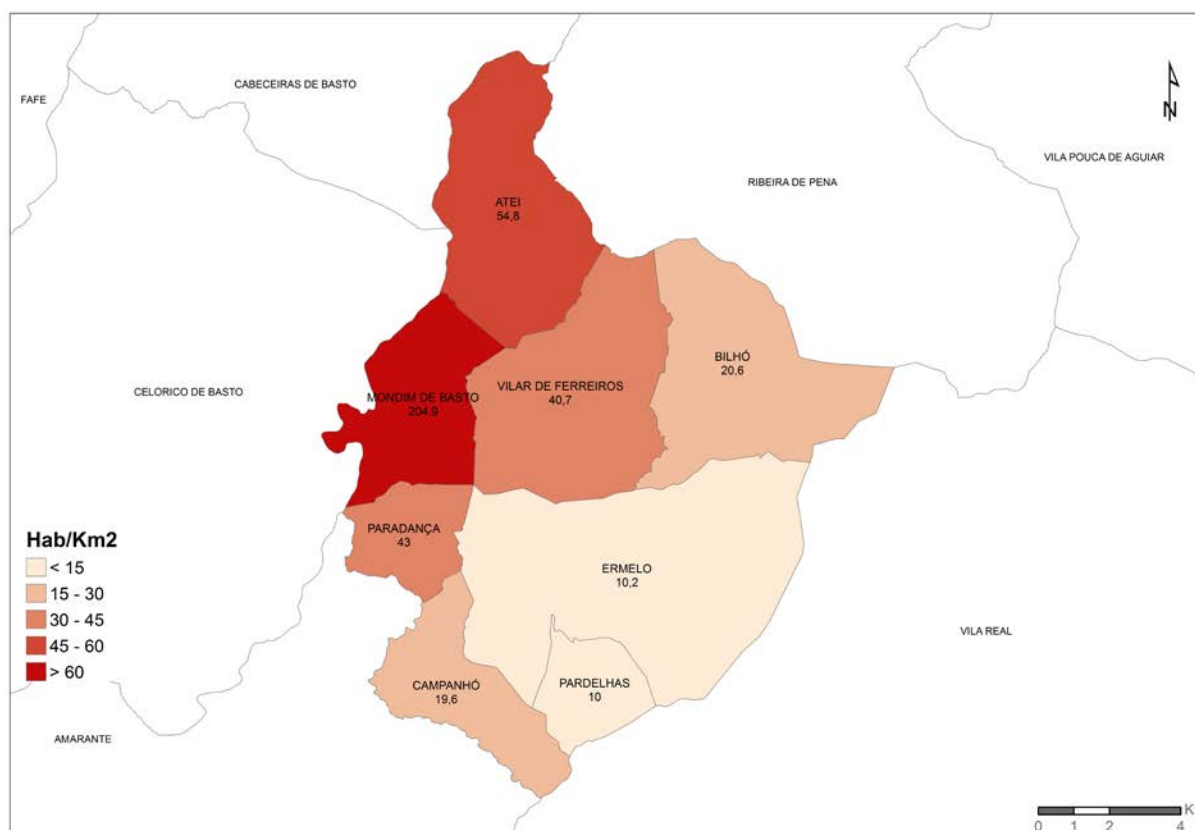 CABECEIRAS DE BASTO
FAFE
N
VILA POUCA DE AGUIAR
RIBEIRA DE PENA
ATEI
54,8
BILHÓ
20,6
CELORICO DE BASTO
VILAR DE FERREIROS
40,7
MONDIM DE BASTO
204,9
PARADANÇA
43
Hab/Km2
< 15
15 - 30
30 - 45
45 - 60
> 60
ERMELO
10,2
VILA REAL
CAMPANHÓ
19,6
PARDELHAS
10
AMARANTE
K
0 1 2 4